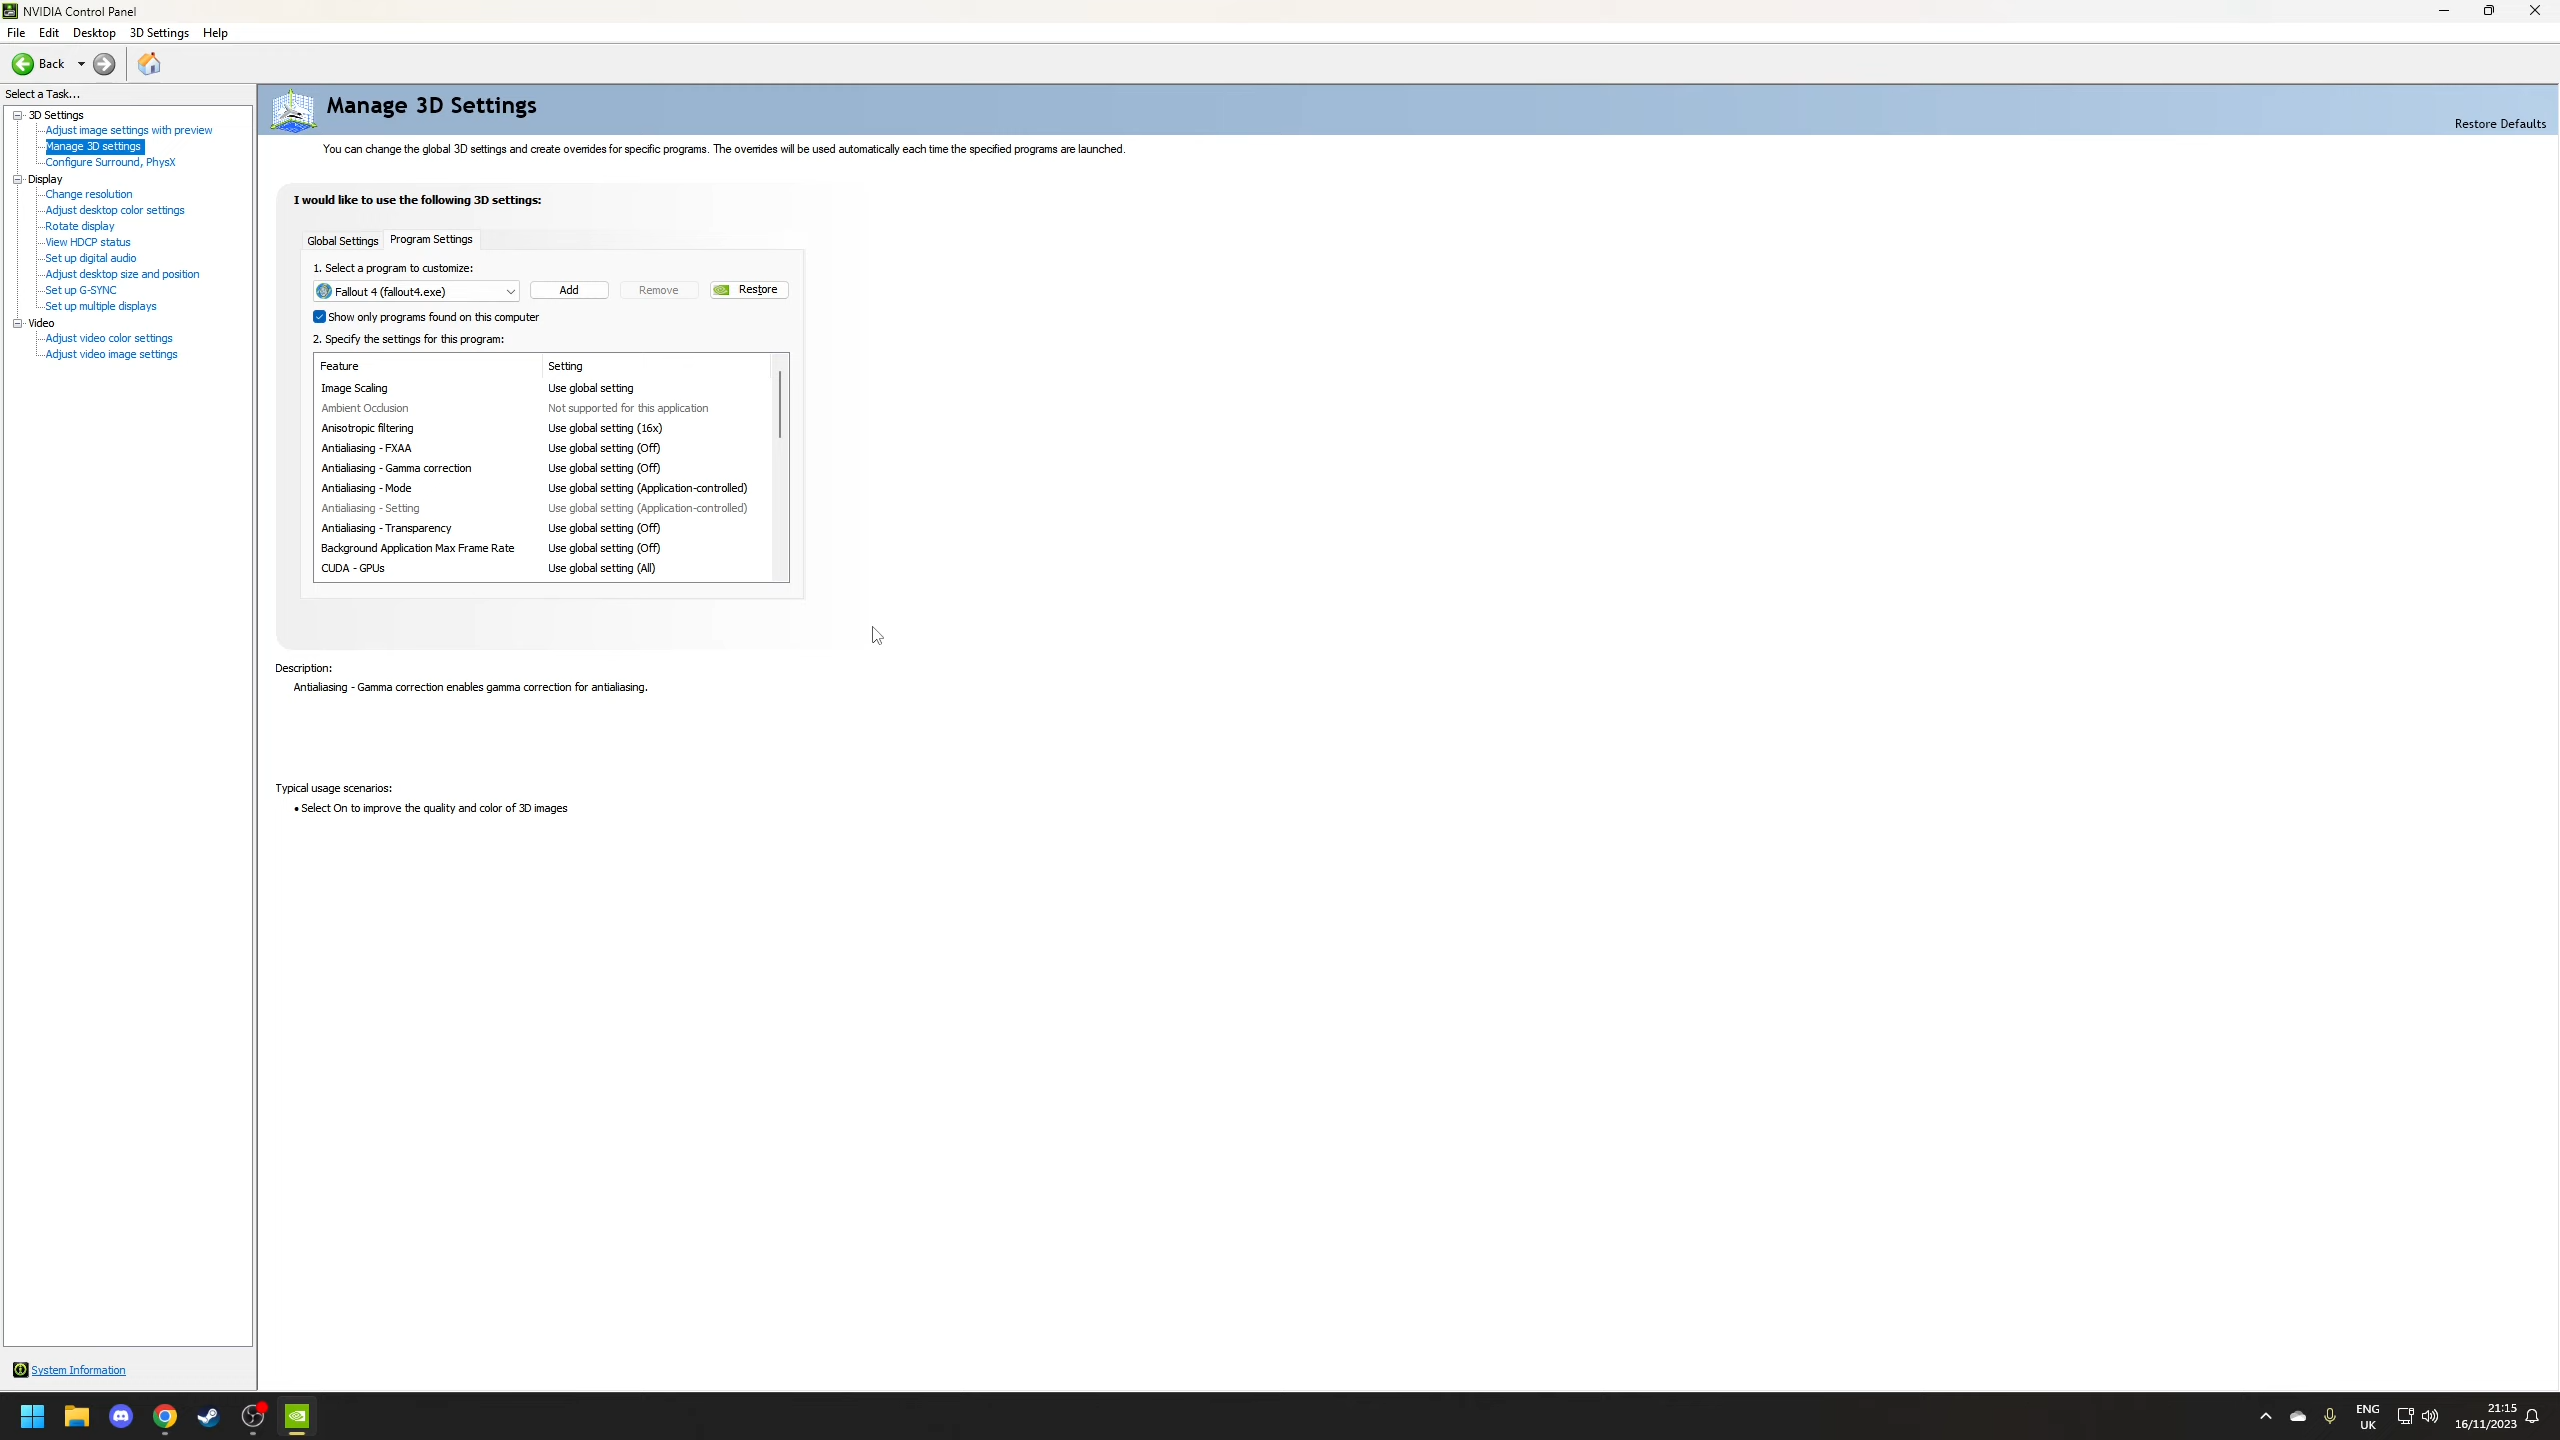 NVIDIA Control Panel
File Edit Desktop 3D Settings Help
Back
Select a Task...
3D Settings
Adjust image settings with preview
Manage 3D settings
Configure Surround, PhysX
Display
Change resolution
Adjust desktop color settings
Rotate display
View HDCP status
Set up digital audio
Adjust desktop size and position
Set up G-SYNC
Set up multiple displays
Video
Adjust video color settings
Adjust video image settings
System Information
Manage 3D Settings
Restore Defaults
You can change the global 3D settings and create overrides for specific programs. The overrides will be used automatically each time the specified programs are launched.
I would like to use the following 3D settings:
Global Settings Program Settings
1. Select a program to customize:
Fallout 4 (fallout4.exe) Add Remove Restore
Show only programs found on this computer
2. Specify the settings for this program:
Feature Setting
Image Scaling Use global setting
Ambient Occlusion Not supported for this application
Anisotropic filtering Use global setting (16x)
Antialiasing - FXAA Use global setting (Off)
Antialiasing - Gamma correction Use global setting (Off)
Antialiasing - Mode Use global setting (Application-controlled)
Antialiasing - Setting Use global setting (Application-controlled)
Antialiasing - Transparency Use global setting (Off)
Background Application Max Frame Rate Use global setting (Off)
CUDA - GPUs Use global setting (All)
Description:
Antialiasing - Gamma correction enables gamma correction for antialiasing.
Typical usage scenarios:
• Select On to improve the quality and color of 3D images
ENG
UK
21:15
16/11/2023